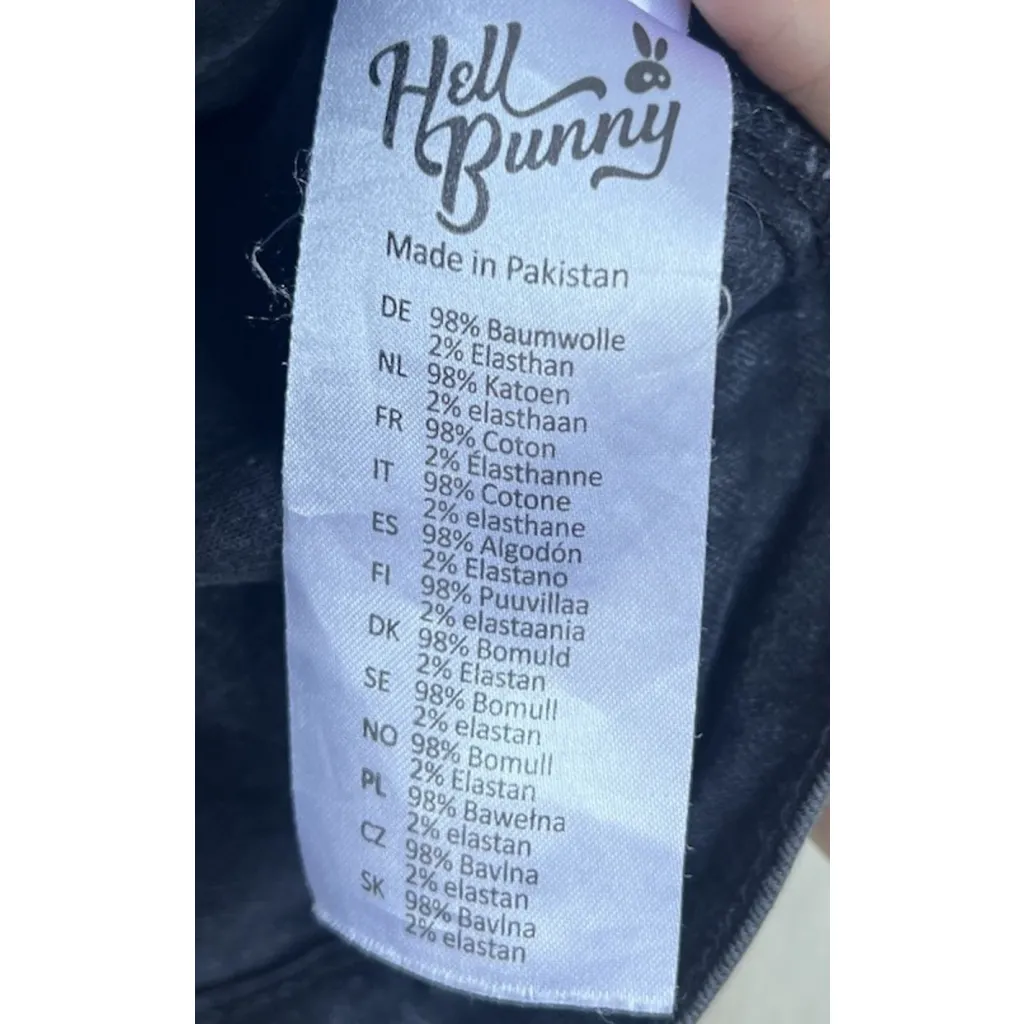 Hell
Bunny
Made in Pakistan
DE 98% Baumwolle
2% Elasthan
NL 98% Katoen
2% elasthaan
FR 98% Coton
2% Élasthanne
IT 98% Cotone
2% elasthane
ES 98% Algodón
2% Elastano
FI 98% Puuvillaa
2% elastaania
DK 98% Bomuld
2% Elastan
SE 98% Bomull
2% elastan
NO 98% Bomull
2% Elastan
PL 98% Bawełna
2% elastan
CZ 98% Bavlna
2% elastan
SK 98% Bavlna
2% elastan